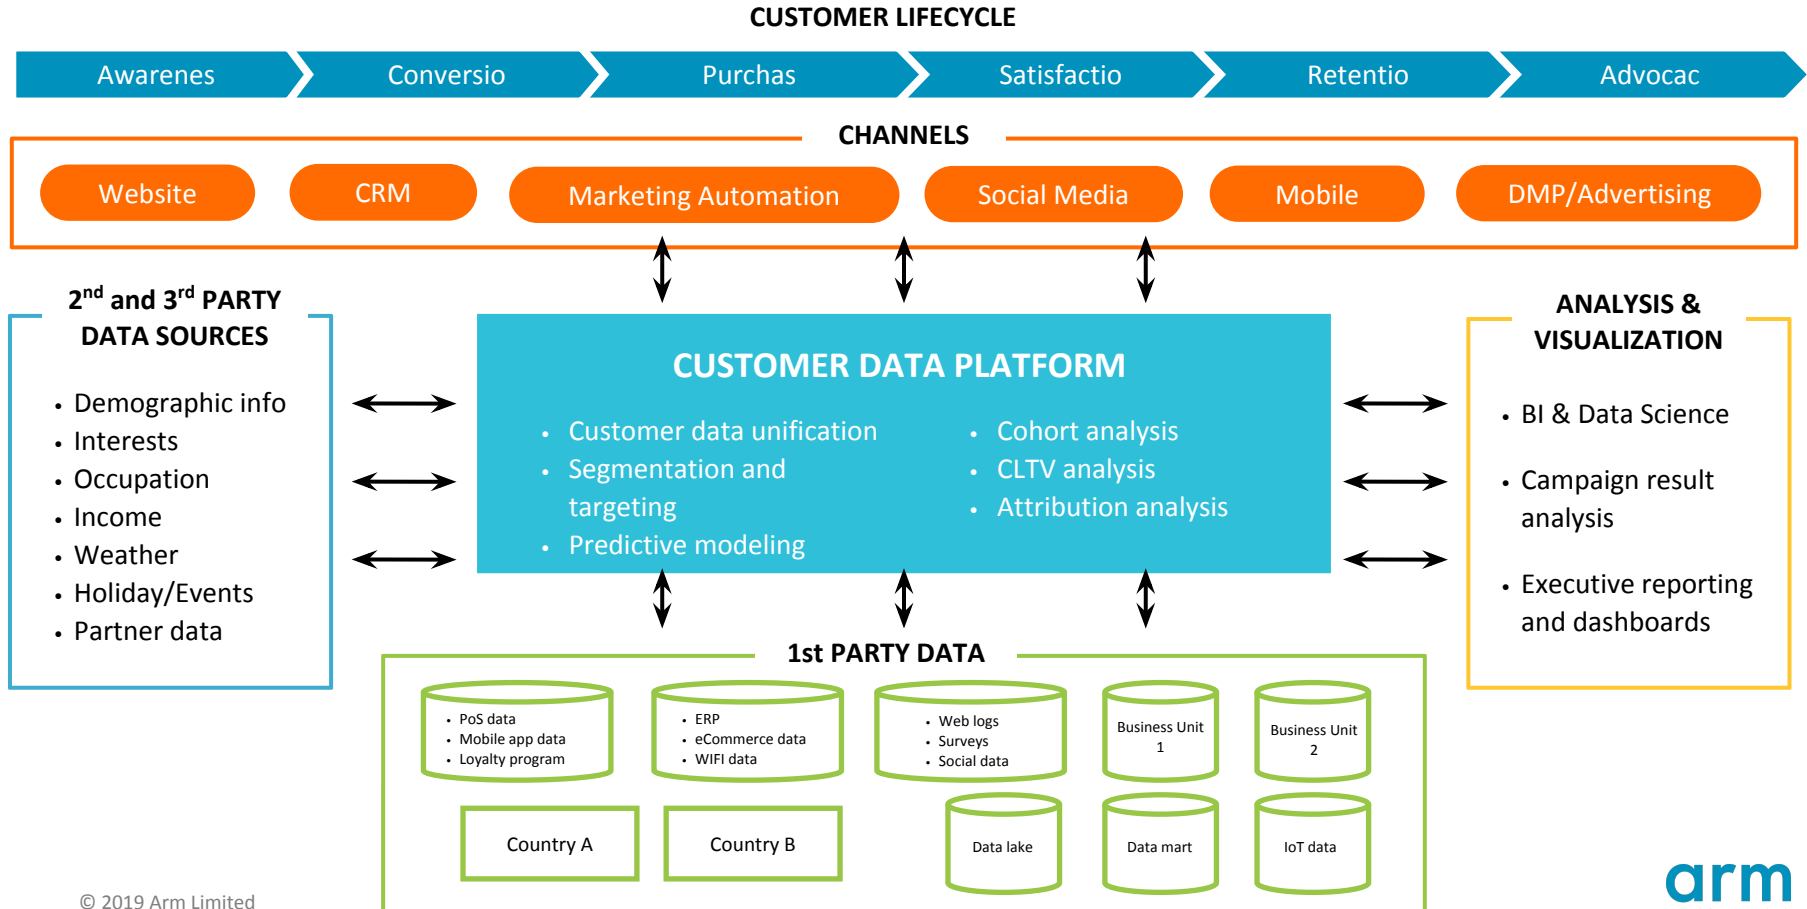 CUSTOMER LIFECYCLE
Awarenes
Conversio
Purchas
Satisfactio
Retentio
Advocac
CHANNELS
Website
CRM
Marketing Automation
Social Media
Mobile
DMP/Advertising
2nd and 3rd PARTY
DATA SOURCES
• Demographic info
• Interests
• Occupation
• Income
• Weather
• Holiday/Events
• Partner data
CUSTOMER DATA PLATFORM
• Customer data unification
• Segmentation and
targeting
• Predictive modeling
• Cohort analysis
• CLTV analysis
• Attribution analysis
ANALYSIS &
VISUALIZATION
• BI & Data Science
• Campaign result
analysis
• Executive reporting
and dashboards
1st PARTY DATA
• PoS data
• Mobile app data
• Loyalty program
• ERP
• eCommerce data
• WIFI data
• Web logs
• Surveys
• Social data
Business Unit
1
Business Unit
2
Country A
Country B
Data lake
Data mart
IoT data
© 2019 Arm Limited
arm